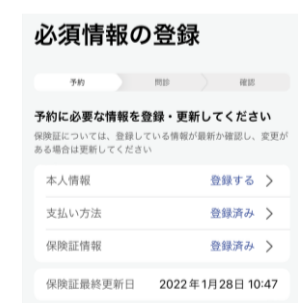 必須情報の登録
予約
問診
確認
予約に必要な情報を登録・更新してください
保険証については、登録している情報が最新か確認し、変更が
ある場合は更新してください
本人情報 登録する
支払い方法 登録済み
保険証情報 登録済み
保険証最終更新日 2022年1月28日 10:47